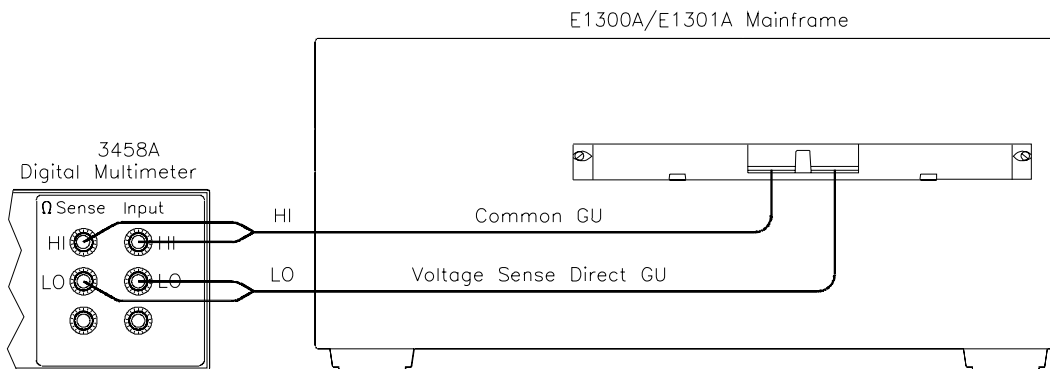 E1300A/E1301A Mainframe
3458A
Digital Multimeter
Ω Sense Input
HI HI
LO LO
HI Common GU
LO Voltage Sense Direct GU